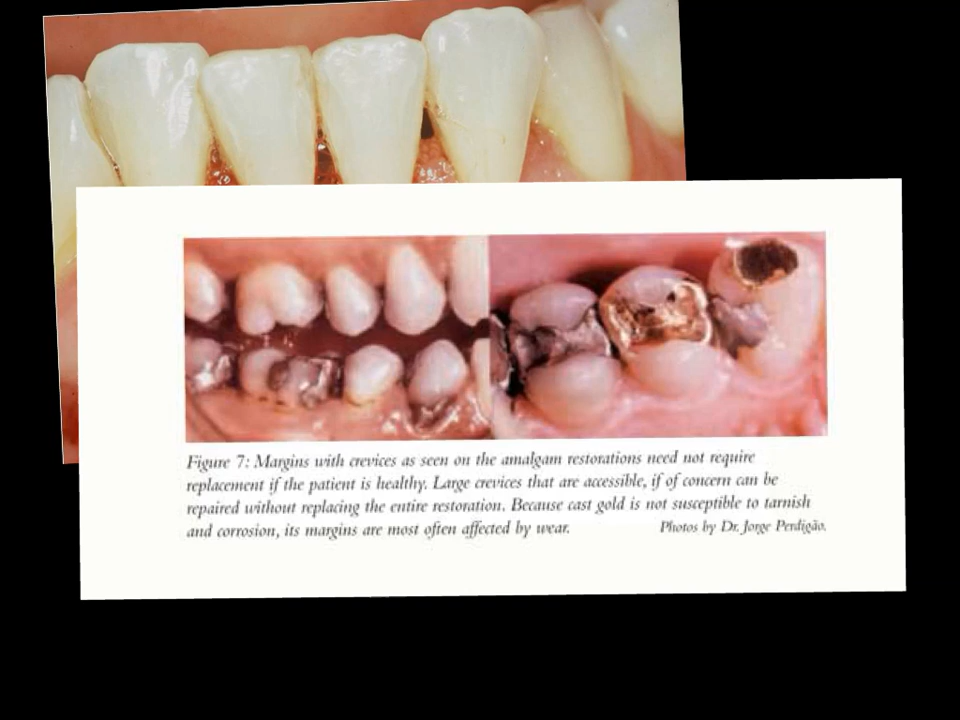 Figure 7: Margins with crevices as seen on the amalgam restorations need not require
replacement if the patient is healthy. Large crevices that are accessible, if of concern can be
repaired without replacing the entire restoration. Because cast gold is not susceptible to tarnish
and corrosion, its margins are most often affected by wear. Photos by Dr. Jorge Perdigão.